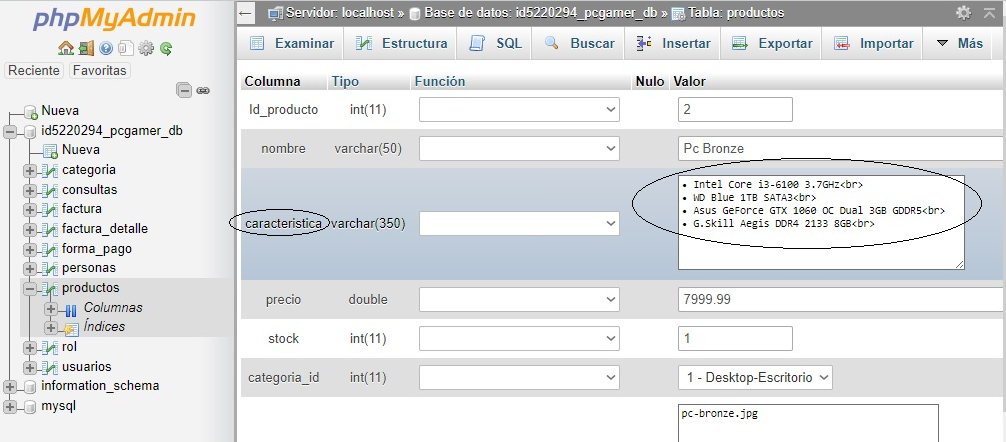 phpMyAdmin
Reciente Favoritas
Nueva
id5220294_pcgamer_db
Nueva
categoria
consultas
factura
factura_detalle
forma_pago
personas
productos
Columnas
Índices
rol
usuarios
information_schema
mysql
Servidor: localhost » Base de datos: id5220294_pcgamer_db » Tabla: productos
Examinar Estructura SQL Buscar Insertar Exportar Importar Más
Columna Tipo Función Nulo Valor
Id_producto int(11) 2
nombre varchar(50) Pc Bronze
caracteristica varchar(350)
• Intel Core i3-6100 3.7GHz<br>
• WD Blue 1TB SATA3<br>
• Asus GeForce GTX 1060 OC Dual 3GB GDDR5<br>
• G.Skill Aegis DDR4 2133 8GB<br>
precio double 7999.99
stock int(11) 1
categoria_id int(11) 1 - Desktop-Escritorio
pc-bronze.jpg